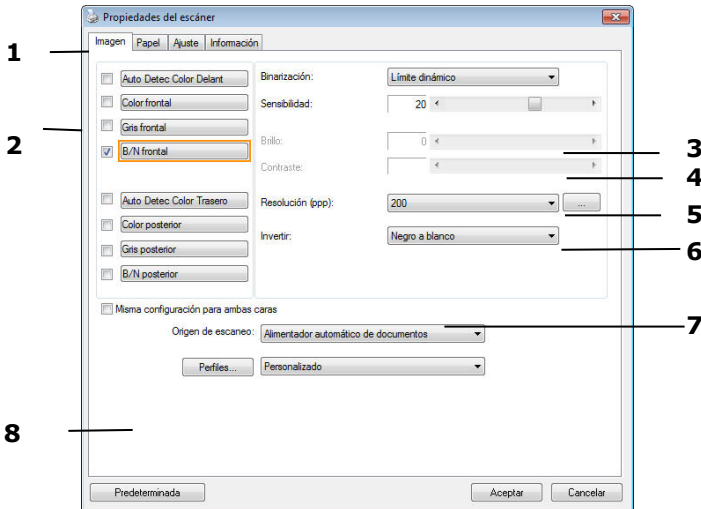 Propiedades del escáner
Imagen Papel Ajuste Información
1
Auto Detec Color Delant
Color frontal
Gris frontal
B/N frontal
2
Auto Detec Color Trasero
Color posterior
Gris posterior
B/N posterior
Binarización: Límite dinámico
Sensibilidad: 20
Brillo: 0
3
Contraste:
4
Resolución (ppp): 200 ...
5
Invertir: Negro a blanco
6
Misma configuración para ambas caras
Origen de escaneo: Alimentador automático de documentos
7
Perfiles... Personalizado
8
Predeterminada Aceptar Cancelar